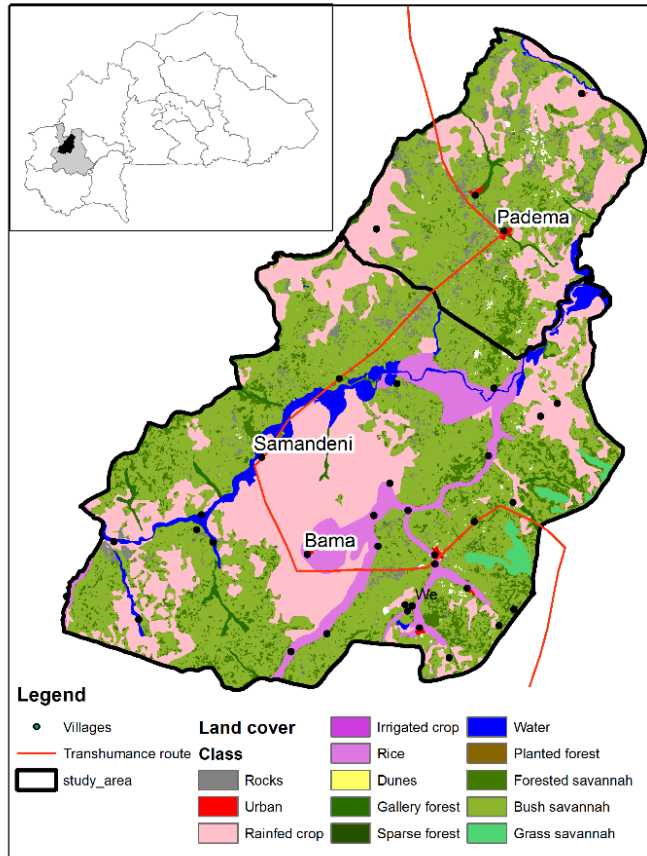 Padema
Samandeni
Bama
We
Legend
Villages
Transhumance route
study_area
Land cover
Class
Rocks
Urban
Rainfed crop
Irrigated crop
Rice
Dunes
Gallery forest
Sparse forest
Water
Planted forest
Forested savannah
Bush savannah
Grass savannah